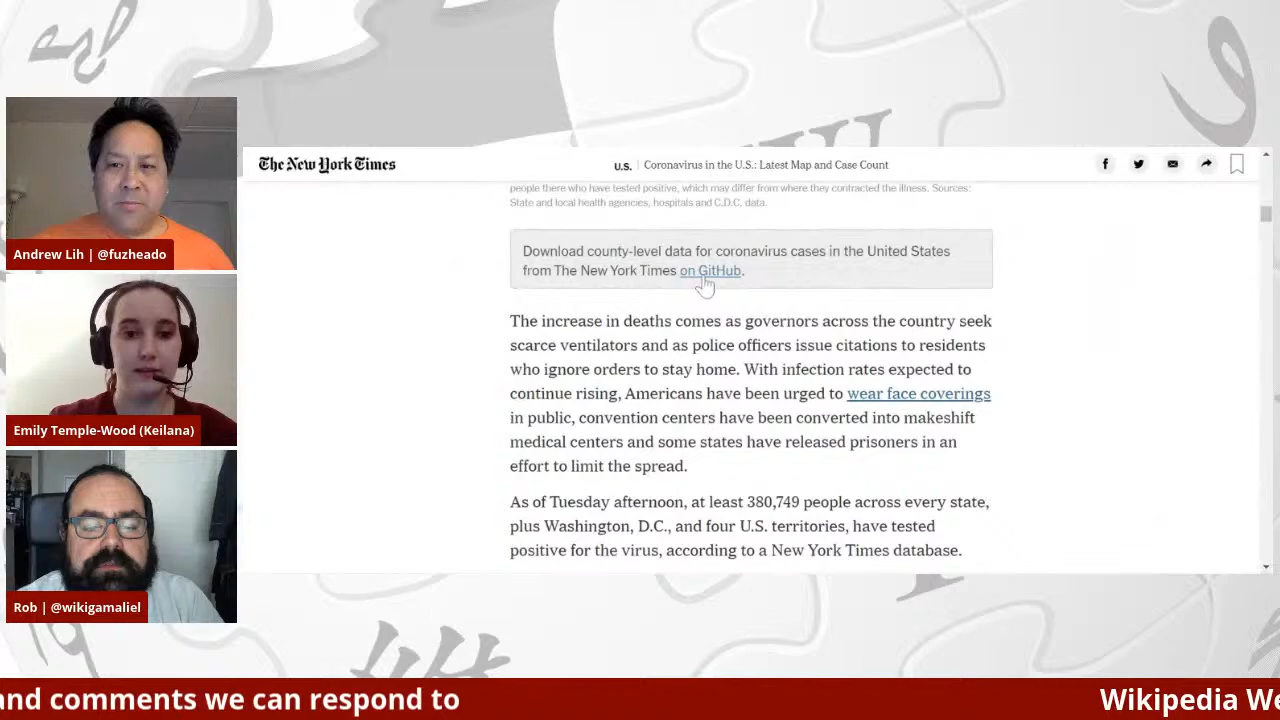 Andrew Lih | @fuzheado
Emily Temple-Wood (Keilana)
Rob | @wikigamaliel
The New York Times
U.S. | Coronavirus in the U.S.: Latest Map and Case Count
people there who have tested positive, which may differ from where they contracted the illness. Sources:
State and local health agencies, hospitals and C.D.C. data.
Download county-level data for coronavirus cases in the United States
from The New York Times on GitHub.
The increase in deaths comes as governors across the country seek
scarce ventilators and as police officers issue citations to residents
who ignore orders to stay home. With infection rates expected to
continue rising, Americans have been urged to wear face coverings
in public, convention centers have been converted into makeshift
medical centers and some states have released prisoners in an
effort to limit the spread.
As of Tuesday afternoon, at least 380,749 people across every state,
plus Washington, D.C., and four U.S. territories, have tested
positive for the virus, according to a New York Times database.
and comments we can respond to
Wikipedia We